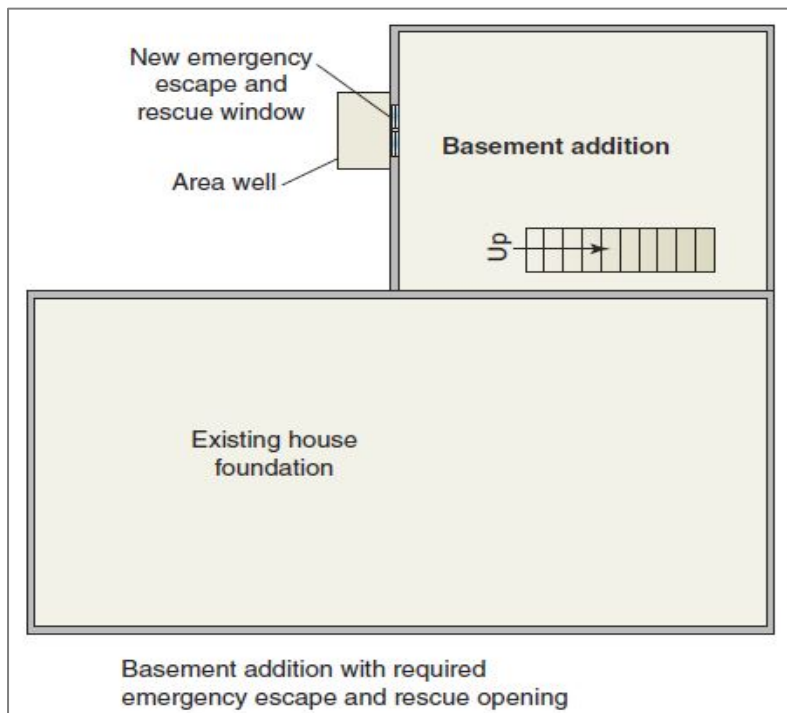 New emergency
escape and
rescue window
Area well
Basement addition
Up
Existing house
foundation
Basement addition with required
emergency escape and rescue opening